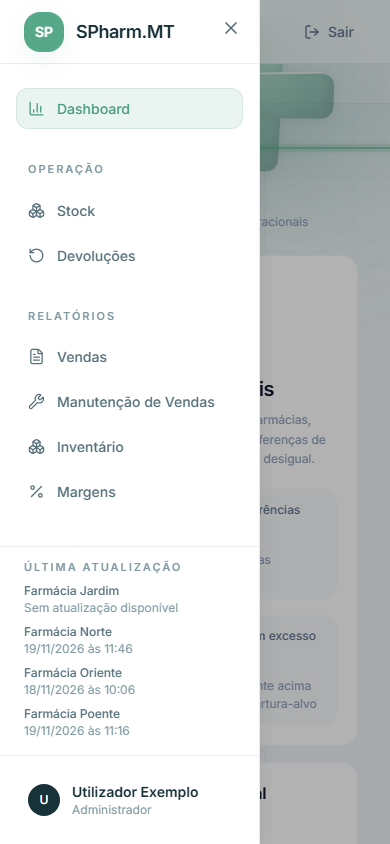 SP
SPharm.MT
Sair
Dashboard
OPERAÇÃO
Stock
Devoluções
RELATÓRIOS
Vendas
Manutenção de Vendas
Inventário
Margens
ÚLTIMA ATUALIZAÇÃO
Farmácia Jardim
Sem atualização disponível
Farmácia Norte
19/11/2026 às 11:46
Farmácia Oriente
18/11/2026 às 10:06
Farmácia Poente
19/11/2026 às 11:16
U
Utilizador Exemplo
Administrador
racionais
is
armácias,
ferenças de
desigual.
rências
as
m excesso
nte acima
rtura-alvo
al